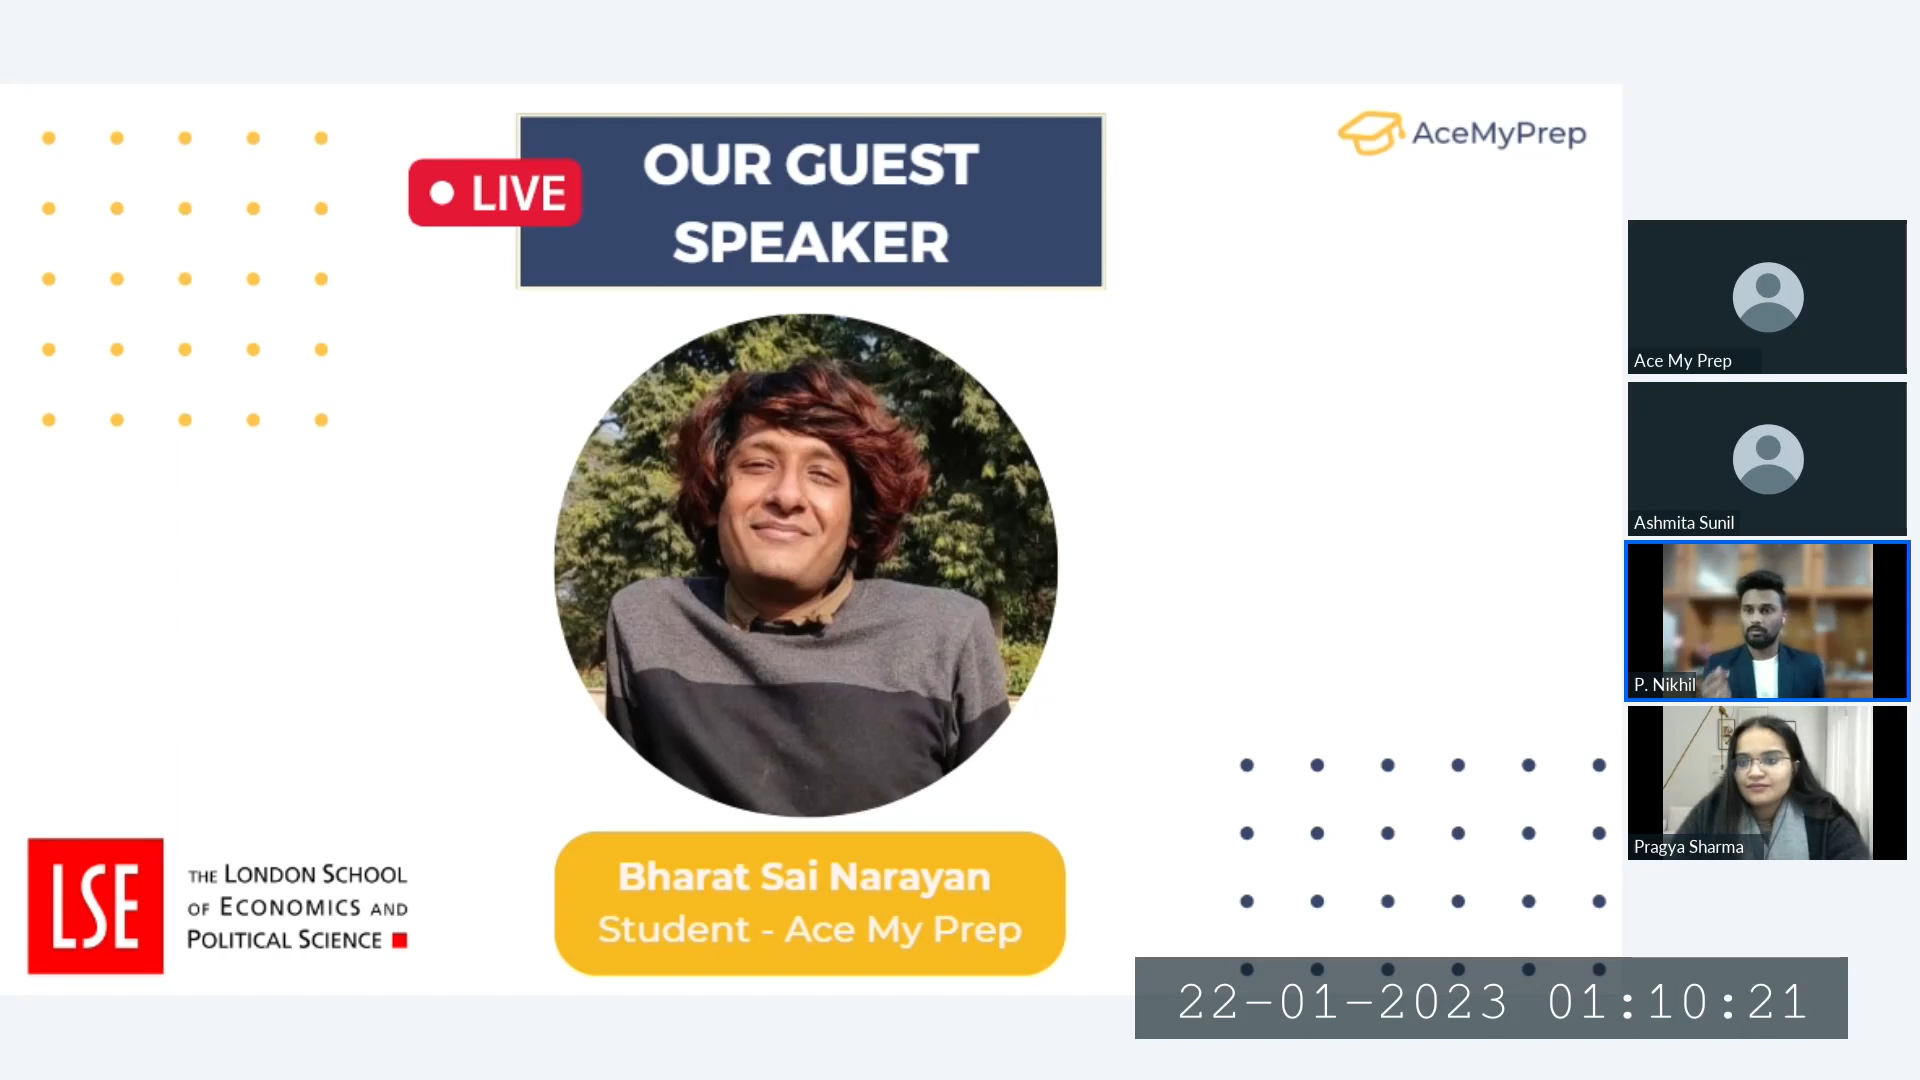 OUR GUEST
SPEAKER
LIVE
AceMyPrep
Ace My Prep
Ashmita Sunil
P. Nikhil
Pragya Sharma
LSE
THE LONDON SCHOOL
OF ECONOMICS AND
POLITICAL SCIENCE
Bharat Sai Narayan
Student - Ace My Prep
22-01-2023 01:10:21